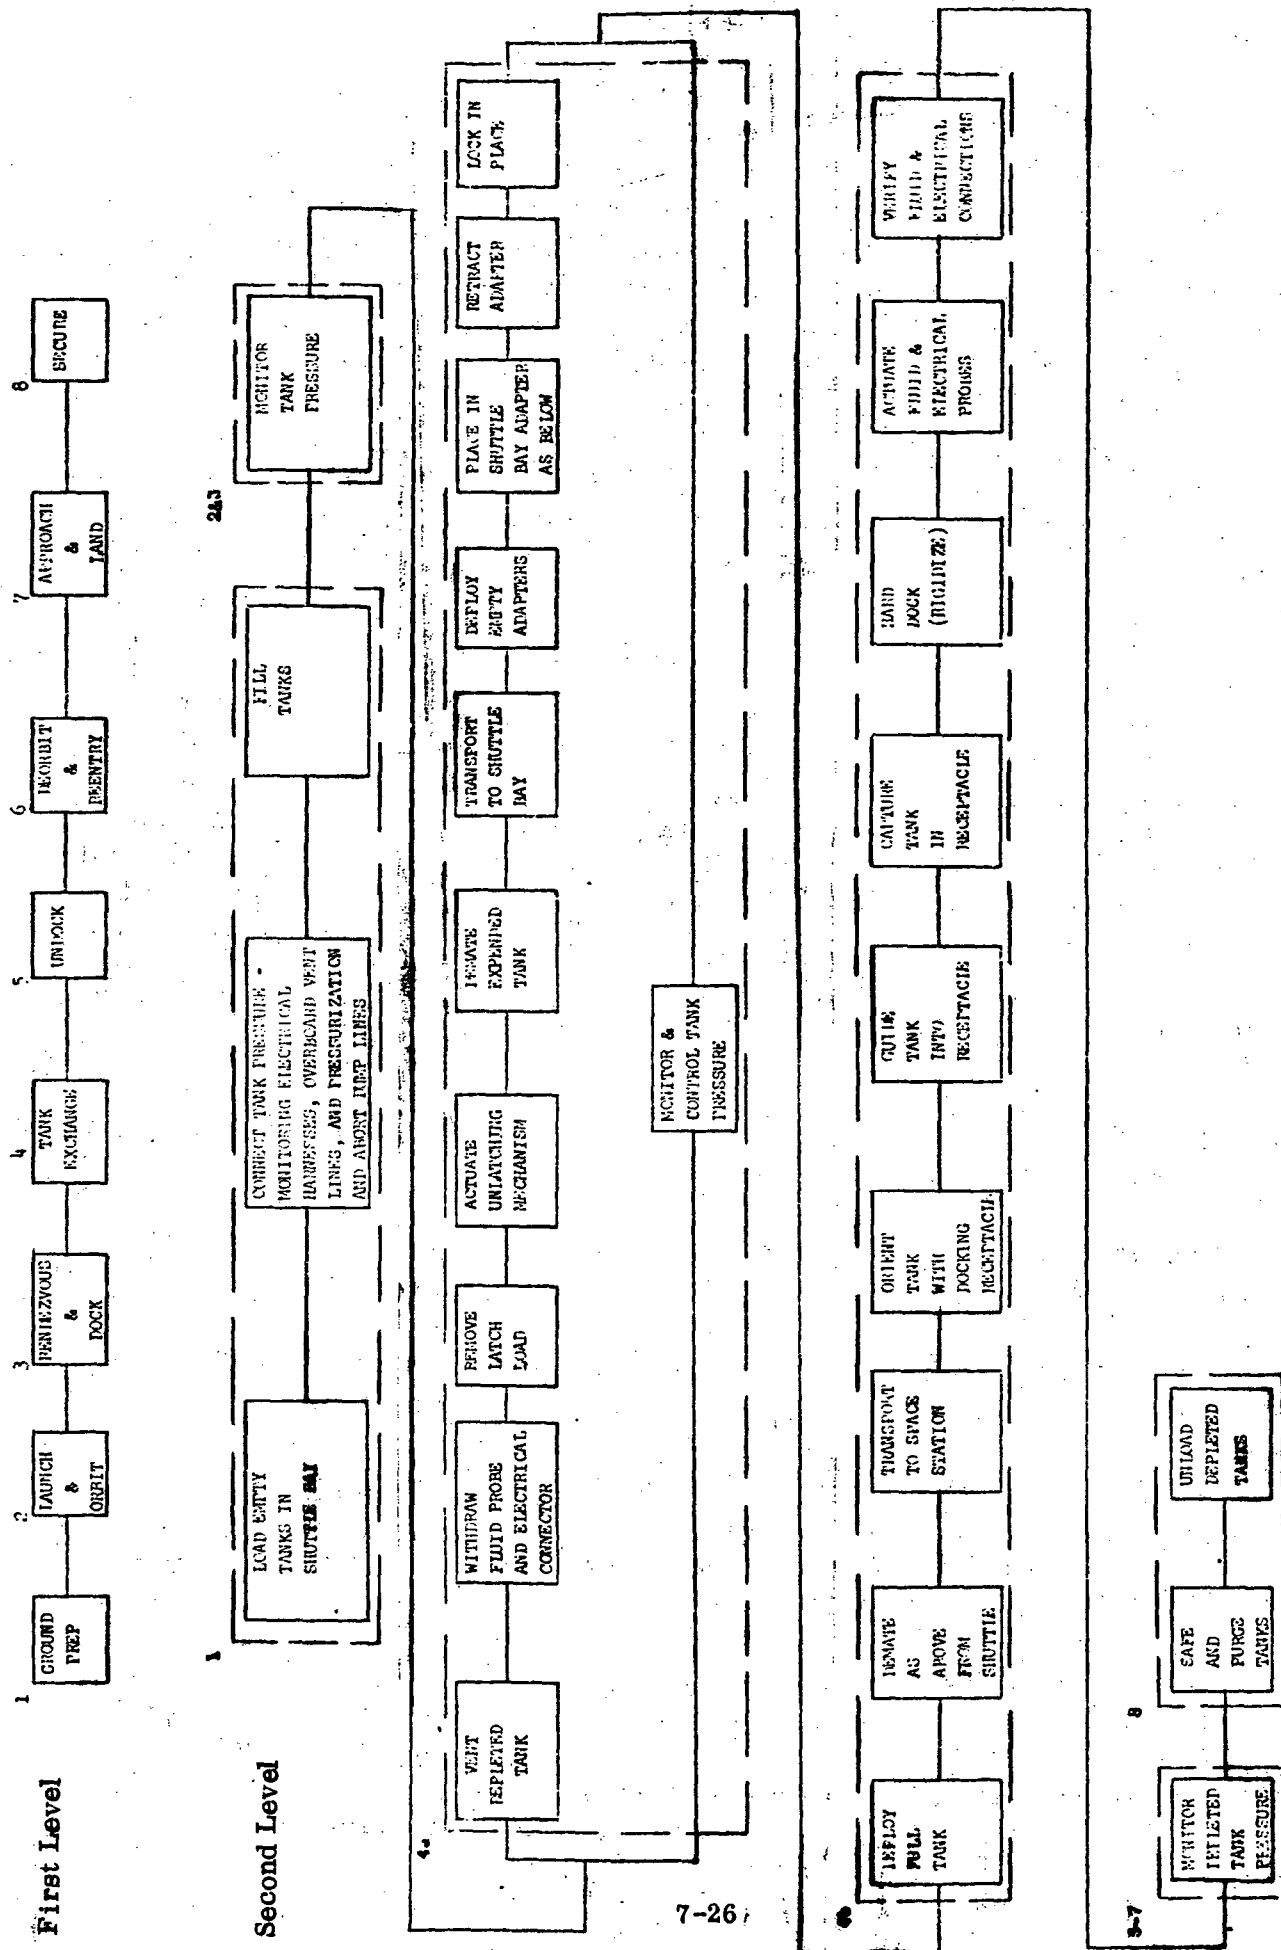 First Level
1
GROUND
PREP
2
LAUNCH
&
ORBIT
3
RENDEZVOUS
&
DOCK
4
TANK
EXCHANGE
5
UNDOCK
6
DEORBIT
&
REENTRY
7
APPROACH
&
LAND
8
SECURE
Second Level
1
LOAD EMPTY
TANKS IN
SHUTTLE BAY
CONNECT TANK PRESSURE -
MONITORING ELECTRICAL
HARNESSES, OVERBOARD VENT
LINES, AND PRESSURIZATION
AND ABORT DUMP LINES
FILL
TANKS
2&3
MONITOR
TANK
PRESSURE
VENT
DEPLETED
TANK
WITHDRAW
FLUID PROBE
AND ELECTRICAL
CONNECTOR
REMOVE
LATCH
LOAD
ACTUATE
UNLATCHING
MECHANISM
DEMATE
EXPENDED
TANK
TRANSPORT
TO SHUTTLE
BAY
DEPLOY
EMPTY
ADAPTERS
PLACE IN
SHUTTLE
BAY ADAPTER
AS BELOW
RETRACT
ADAPTER
LOCK IN
PLACE
MONITOR &
CONTROL TANK
PRESSURE
DEPLOY
FULL
TANK
DEMATE
AS
ABOVE
FROM
SHUTTLE
TRANSPORT
TO SPACE
STATION
ORIENT
TANK
WITH
DOCKING
RECEPTACLE
GUIDE
TANK
INTO
RECEPTACLE
CAPTURE
TANK
IN
RECEPTACLE
HARD
DOCK
(RIGIDIZE)
ACTUATE
FLUID &
ELECTRICAL
PROBES
VERIFY
FLUID &
ELECTRICAL
CONNECTIONS
5-7
MONITOR
DEPLETED
TANK
PRESSURE
8
SAFE
AND
PURGE
TANKS
UNLOAD
DEPLETED
TANKS
7-26